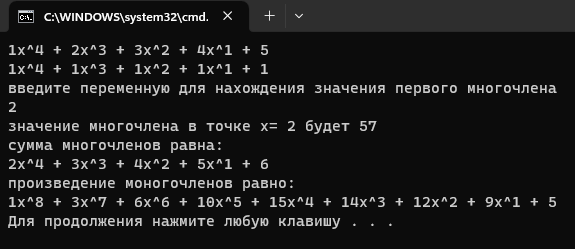 C:\WINDOWS\system32\cmd.
1x^4 + 2x^3 + 3x^2 + 4x^1 + 5
1x^4 + 1x^3 + 1x^2 + 1x^1 + 1
введите переменную для нахождения значения первого многочлена
2
значение многочлена в точке x= 2 будет 57
сумма многочленов равна:
2x^4 + 3x^3 + 4x^2 + 5x^1 + 6
произведение моногочленов равно:
1x^8 + 3x^7 + 6x^6 + 10x^5 + 15x^4 + 14x^3 + 12x^2 + 9x^1 + 5
Для продолжения нажмите любую клавишу . . .